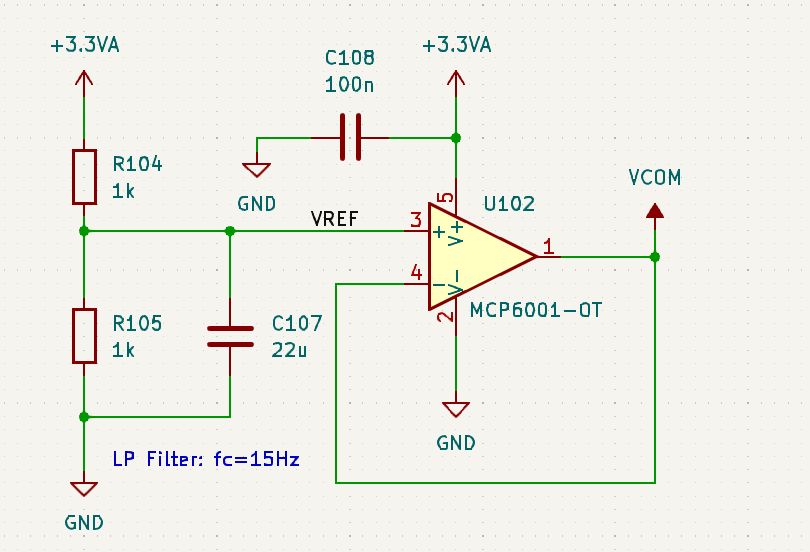 +3.3VA
C108
100n
+3.3VA
R104
1k
GND
VREF
3
+
V+
5
U102
1
VCOM
4
-
V-
2
MCP6001-OT
R105
1k
C107
22u
GND
LP Filter: fc=15Hz
GND